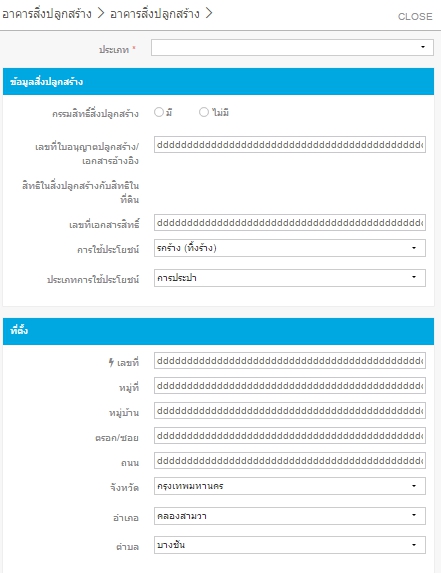 อาคารสิ่งปลูกสร้าง > อาคารสิ่งปลูกสร้าง >
CLOSE
ประเภท *
ข้อมูลสิ่งปลูกสร้าง
กรรมสิทธิ์สิ่งปลูกสร้าง มี ไม่มี
เลขที่ใบอนุญาตปลูกสร้าง/
เอกสารอ้างอิง
สิทธิในสิ่งปลูกสร้างกับสิทธิใน
ที่ดิน
เลขที่เอกสารสิทธิ์
การใช้ประโยชน์ รกร้าง (ทิ้งร้าง)
ประเภทการใช้ประโยชน์ การประปา
ที่ตั้ง
เลขที่
หมู่ที่
หมู่บ้าน
ตรอก/ซอย
ถนน
จังหวัด กรุงเทพมหานคร
อำเภอ คลองสามวา
ตำบล บางชัน